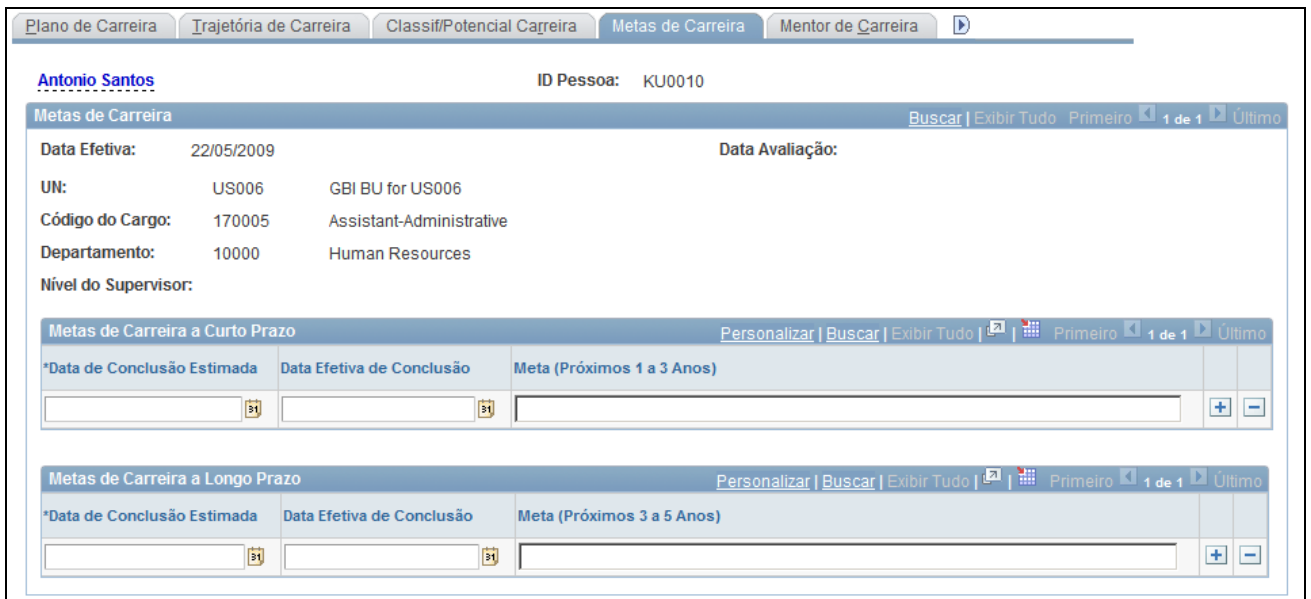 Plano de Carreira Trajetória de Carreira Classif/Potencial Carreira Metas de Carreira Mentor de Carreira
Antonio Santos ID Pessoa: KU0010
Metas de Carreira Buscar | Exibir Tudo Primeiro 1 de 1 Último
Data Efetiva: 22/05/2009 Data Avaliação:
UN: US006 GBI BU for US006
Código do Cargo: 170005 Assistant-Administrative
Departamento: 10000 Human Resources
Nível do Supervisor:
Metas de Carreira a Curto Prazo Personalizar | Buscar | Exibir Tudo | | Primeiro 1 de 1 Último
*Data de Conclusão Estimada Data Efetiva de Conclusão Meta (Próximos 1 a 3 Anos)
31 31
Metas de Carreira a Longo Prazo Personalizar | Buscar | Exibir Tudo | | Primeiro 1 de 1 Último
*Data de Conclusão Estimada Data Efetiva de Conclusão Meta (Próximos 3 a 5 Anos)
31 31